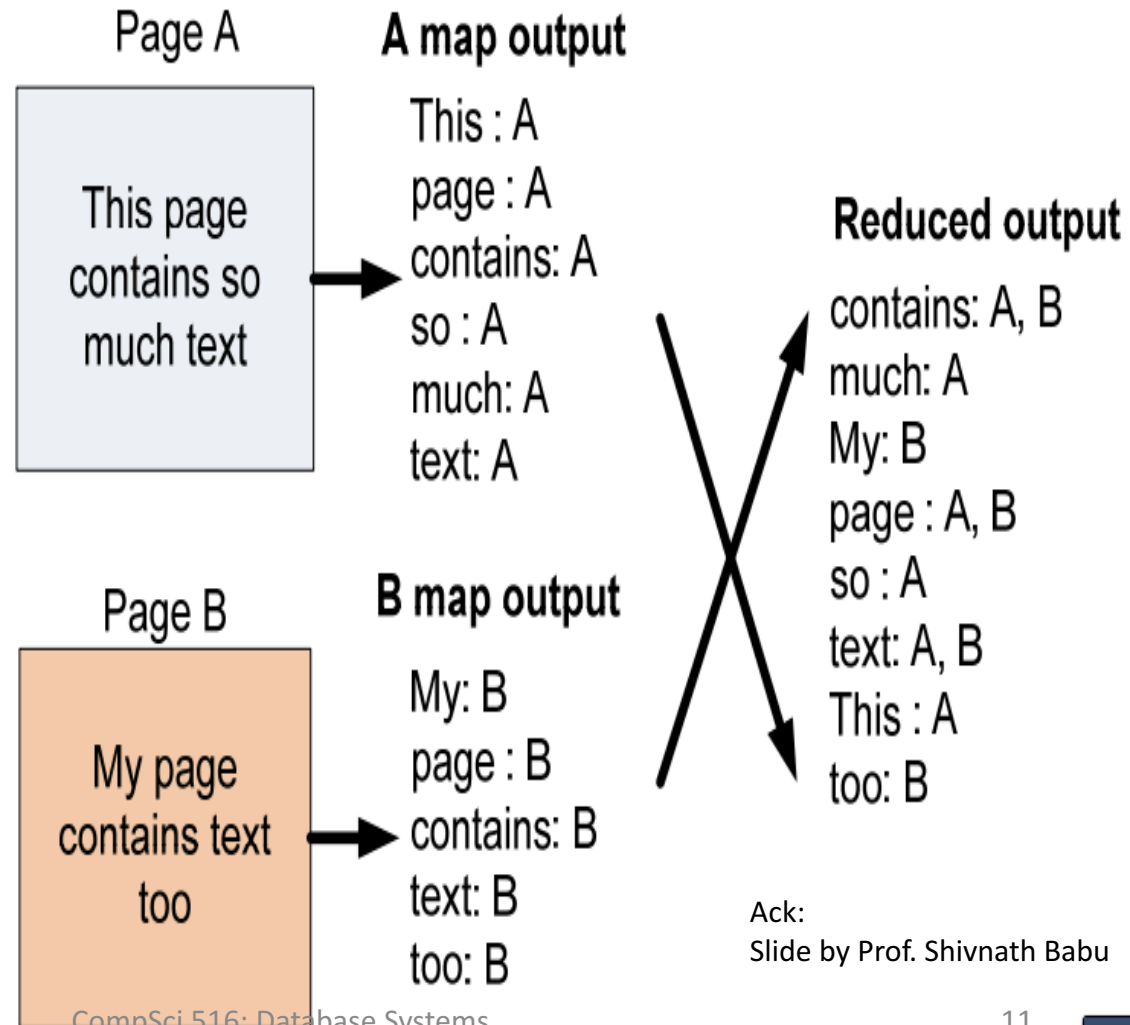 Page A
This page
contains so
much text
A map output
This : A
page : A
contains: A
so : A
much: A
text: A
Page B
My page
contains text
too
B map output
My: B
page : B
contains: B
text: B
too: B
Reduced output
contains: A, B
much: A
My: B
page : A, B
so : A
text: A, B
This : A
too: B
Ack:
Slide by Prof. Shivnath Babu
CompSci 516: Database Systems
11